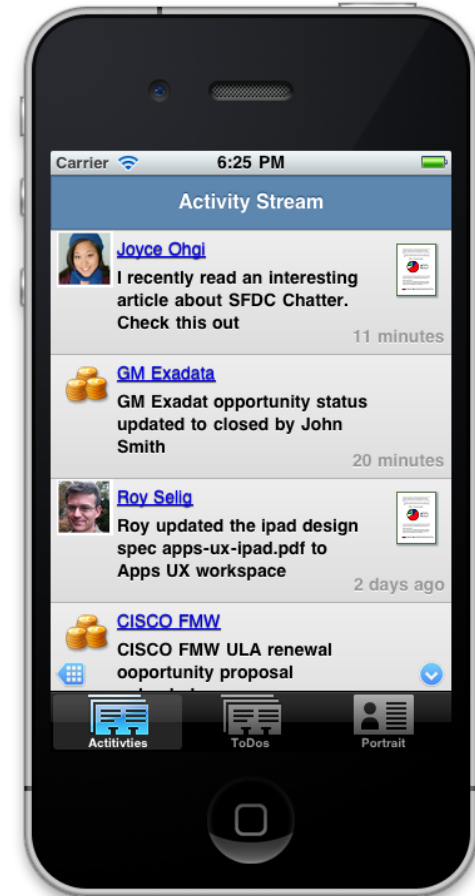 Carrier 6:25 PM
Activity Stream
Joyce Ohgi
I recently read an interesting
article about SFDC Chatter.
Check this out
11 minutes
GM Exadata
GM Exadat opportunity status
updated to closed by John
Smith
20 minutes
Roy Selig
Roy updated the ipad design
spec apps-ux-ipad.pdf to
Apps UX workspace
2 days ago
CISCO FMW
CISCO FMW ULA renewal
ooportunity proposal
Actitivties ToDos Portrait